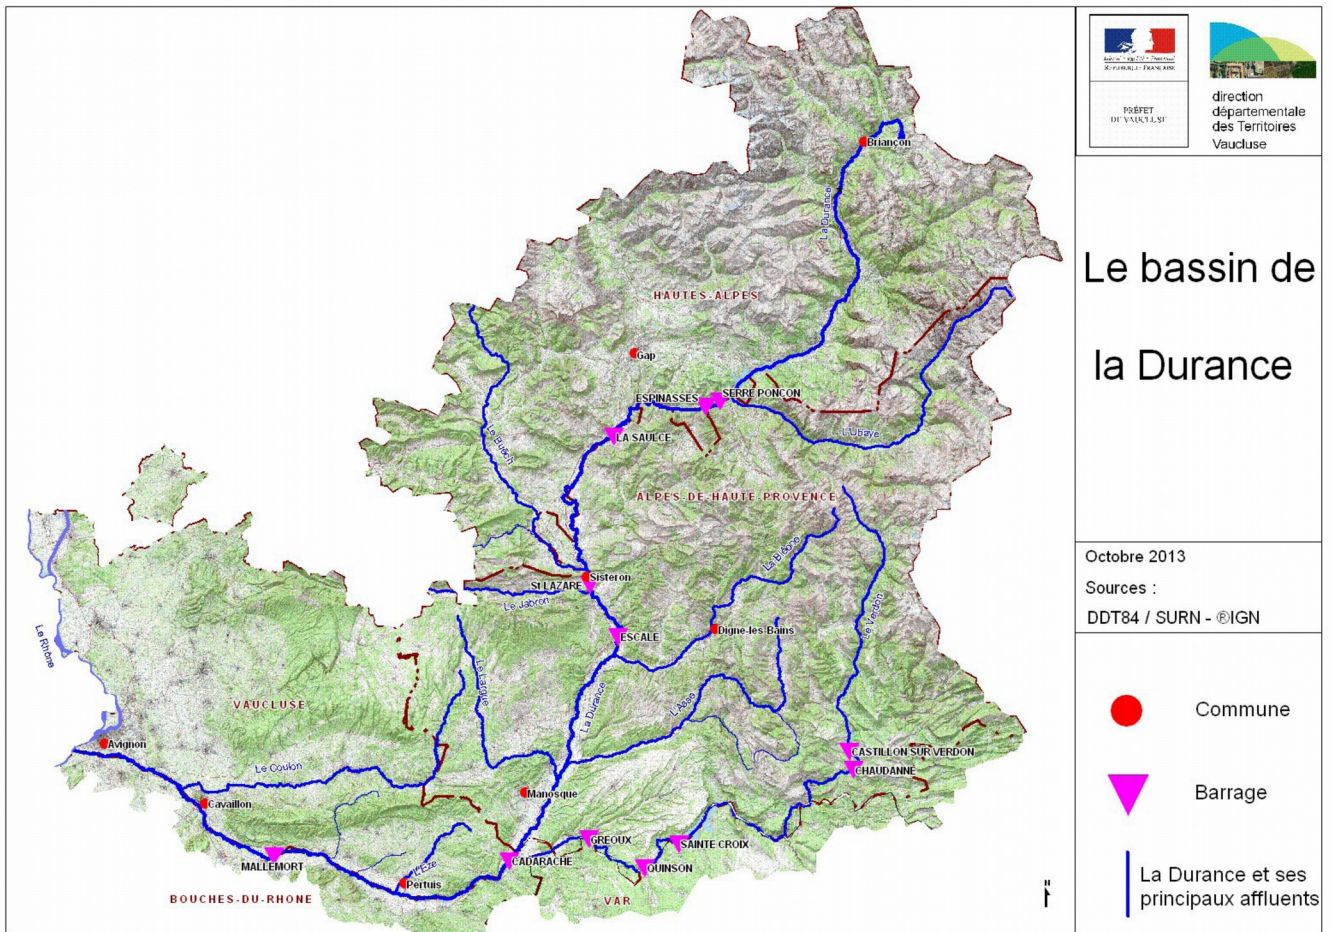 Briançon
La Durance
HAUTES-ALPES
Gap
SERRE PONCON
ESPINASSES
LA SAULCE
L'Ubaye
Le Buëch
ALPES-DE-HAUTE-PROVENCE
La Bléone
Sisteron
St LAZARE
Le Jabron
Digne-les-Bains
ESCALE
Le Verdon
Le Rhône
Le Largue
La Durance
L'Asse
VAUCLUSE
Avignon
CASTILLON SUR VERDON
CHAUDANNE
Le Coulon
Manosque
Cavaillon
GREOUX
SAINTE CROIX
MALLEMORT
CADARACHE
QUINSON
L'Eze
Pertuis
BOUCHES-DU-RHONE
VAR
RÉPUBLIQUE FRANÇAISE
PRÉFET
DE VAUCLUSE
direction
départementale
des Territoires
Vaucluse
Le bassin de
la Durance
Octobre 2013
Sources :
DDT84 / SURN - ®IGN
Commune
Barrage
La Durance et ses
principaux affluents